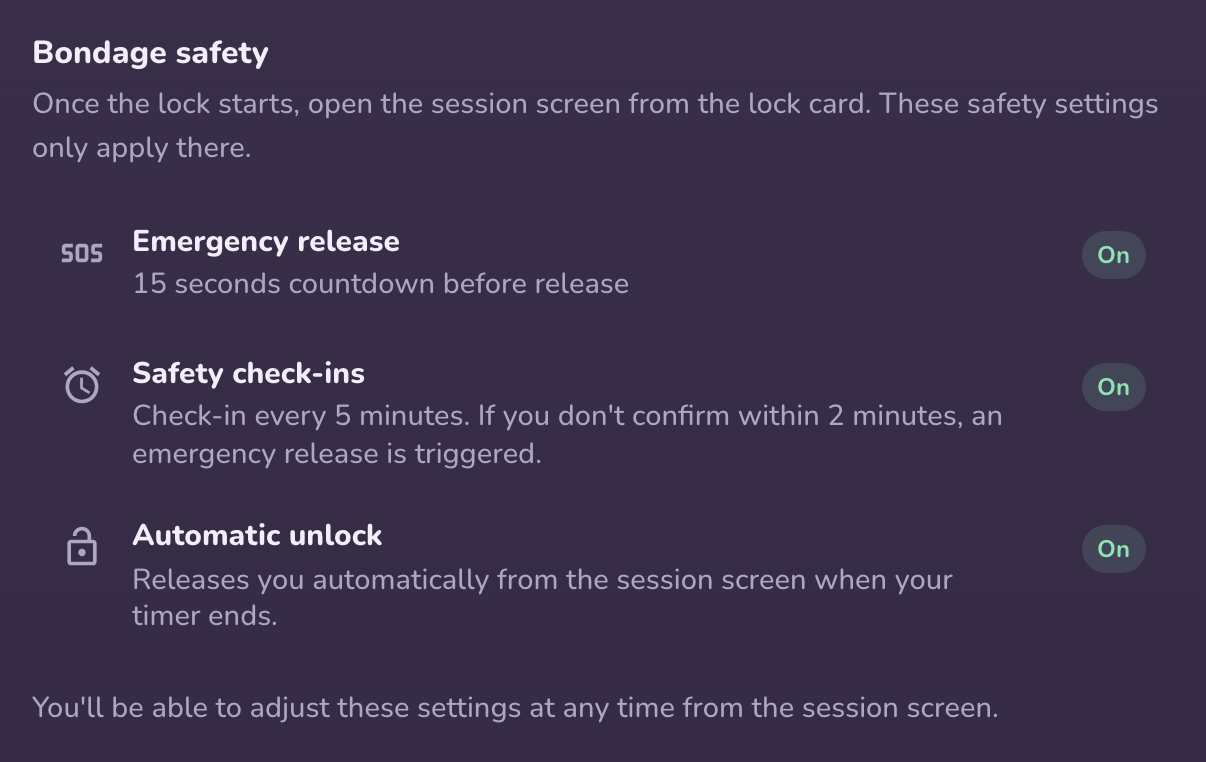 Bondage safety
Once the lock starts, open the session screen from the lock card. These safety settings
only apply there.
SOS
Emergency release
On
15 seconds countdown before release
Safety check-ins
On
Check-in every 5 minutes. If you don't confirm within 2 minutes, an
emergency release is triggered.
Automatic unlock
On
Releases you automatically from the session screen when your
timer ends.
You'll be able to adjust these settings at any time from the session screen.